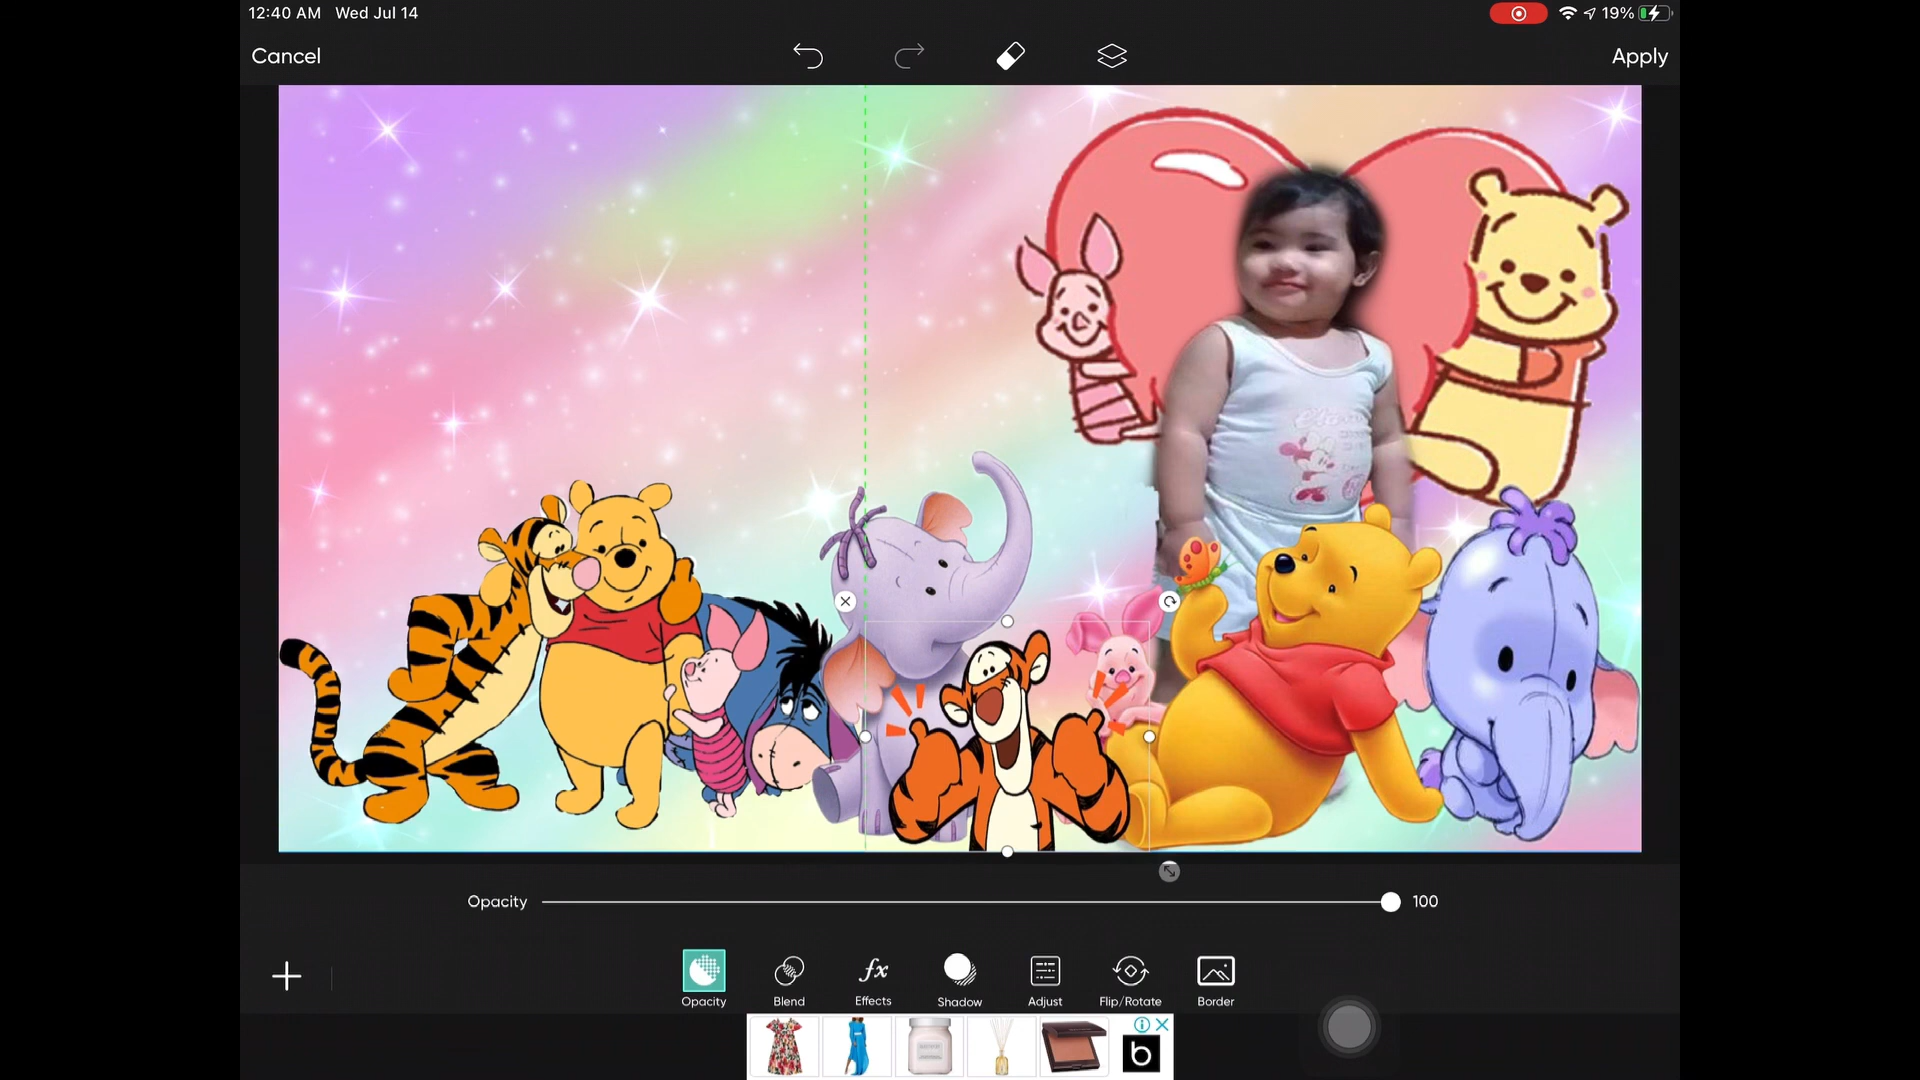 12:40 AM Wed Jul 14
19%
Cancel
Apply
Opacity
100
Opacity
Blend
fx
Effects
Shadow
Adjust
Flip/Rotate
Border
b